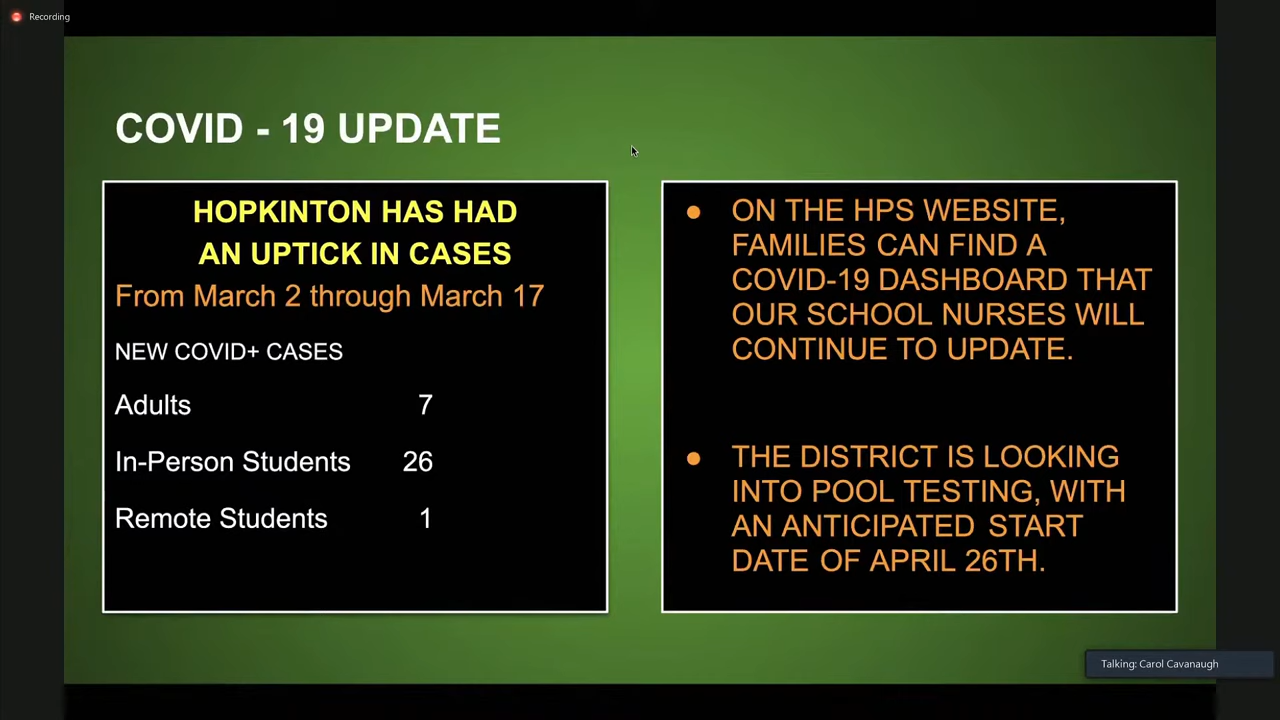 Recording
COVID - 19 UPDATE
HOPKINTON HAS HAD
AN UPTICK IN CASES
From March 2 through March 17
NEW COVID+ CASES
Adults 7
In-Person Students 26
Remote Students 1
● ON THE HPS WEBSITE,
FAMILIES CAN FIND A
COVID-19 DASHBOARD THAT
OUR SCHOOL NURSES WILL
CONTINUE TO UPDATE.
● THE DISTRICT IS LOOKING
INTO POOL TESTING, WITH
AN ANTICIPATED START
DATE OF APRIL 26TH.
Talking: Carol Cavanaugh